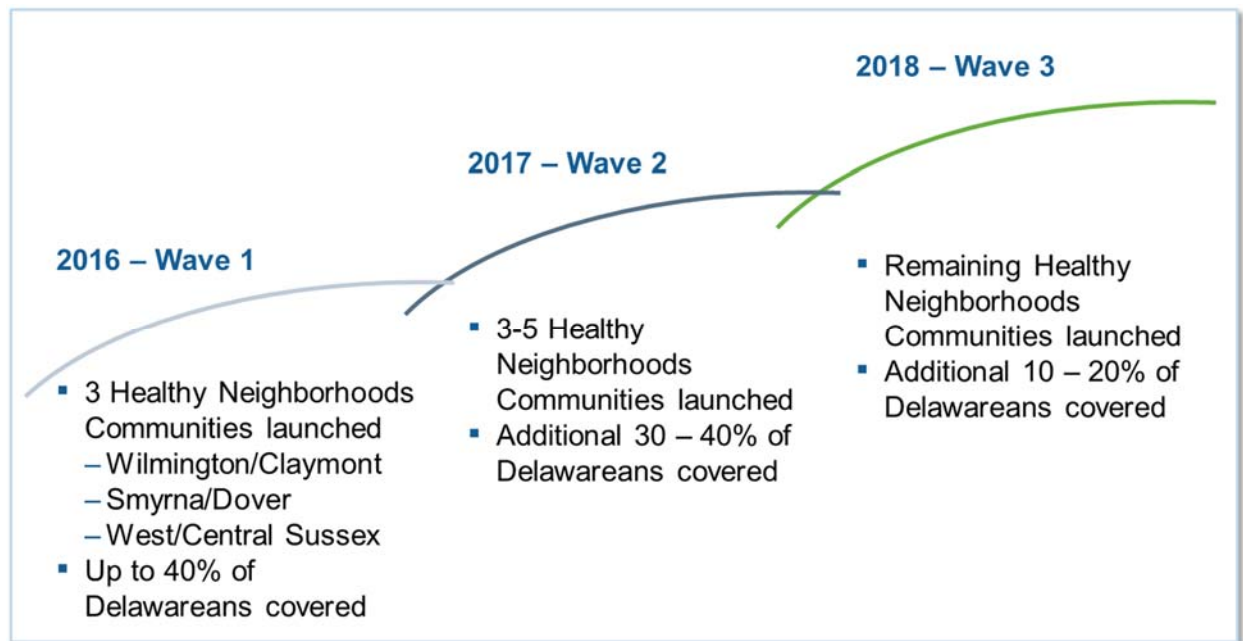 2016 – Wave 1
▪ 3 Healthy Neighborhoods
Communities launched
– Wilmington/Claymont
– Smyrna/Dover
– West/Central Sussex
▪ Up to 40% of
Delawareans covered
2017 – Wave 2
▪ 3-5 Healthy
Neighborhoods
Communities launched
▪ Additional 30 – 40% of
Delawareans covered
2018 – Wave 3
▪ Remaining Healthy
Neighborhoods
Communities launched
▪ Additional 10 – 20% of
Delawareans covered